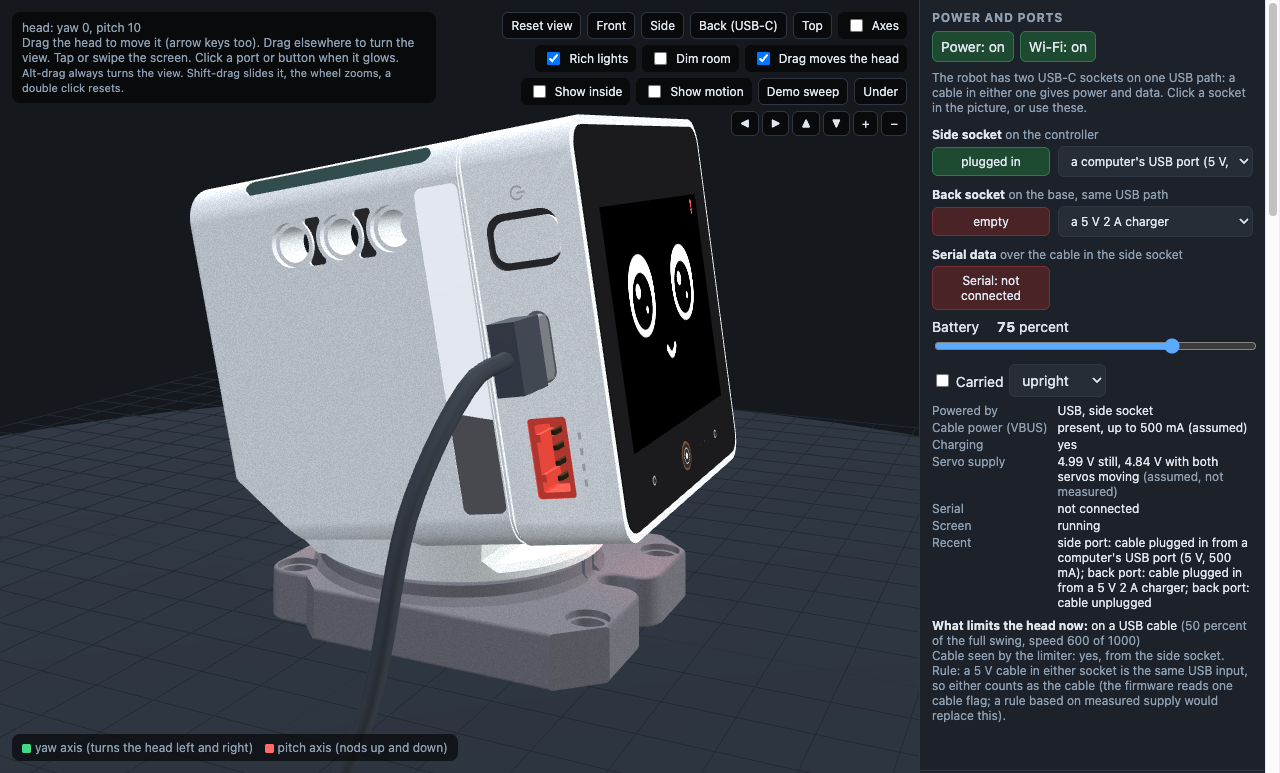 head: yaw 0, pitch 10
Drag the head to move it (arrow keys too). Drag elsewhere to turn the
view. Tap or swipe the screen. Click a port or button when it glows.
Alt-drag always turns the view. Shift-drag slides it, the wheel zooms, a
double click resets.
Reset view Front Side Back (USB-C) Top Axes
Rich lights Dim room Drag moves the head
Show inside Show motion Demo sweep Under
◄ ► ▲ ▼ + −
yaw axis (turns the head left and right) pitch axis (nods up and down)
POWER AND PORTS
Power: on Wi-Fi: on
The robot has two USB-C sockets on one USB path: a
cable in either one gives power and data. Click a socket
in the picture, or use these.
Side socket on the controller
plugged in a computer's USB port (5 V,
Back socket on the base, same USB path
empty a 5 V 2 A charger
Serial data over the cable in the side socket
Serial: not
connected
Battery 75 percent
Carried upright
Powered by USB, side socket
Cable power (VBUS) present, up to 500 mA (assumed)
Charging yes
Servo supply 4.99 V still, 4.84 V with both
servos moving (assumed, not
measured)
Serial not connected
Screen running
Recent side port: cable plugged in from a
computer's USB port (5 V, 500
mA); back port: cable plugged in
from a 5 V 2 A charger; back port:
cable unplugged
What limits the head now: on a USB cable (50 percent
of the full swing, speed 600 of 1000)
Cable seen by the limiter: yes, from the side socket.
Rule: a 5 V cable in either socket is the same USB input,
so either counts as the cable (the firmware reads one
cable flag; a rule based on measured supply would
replace this).